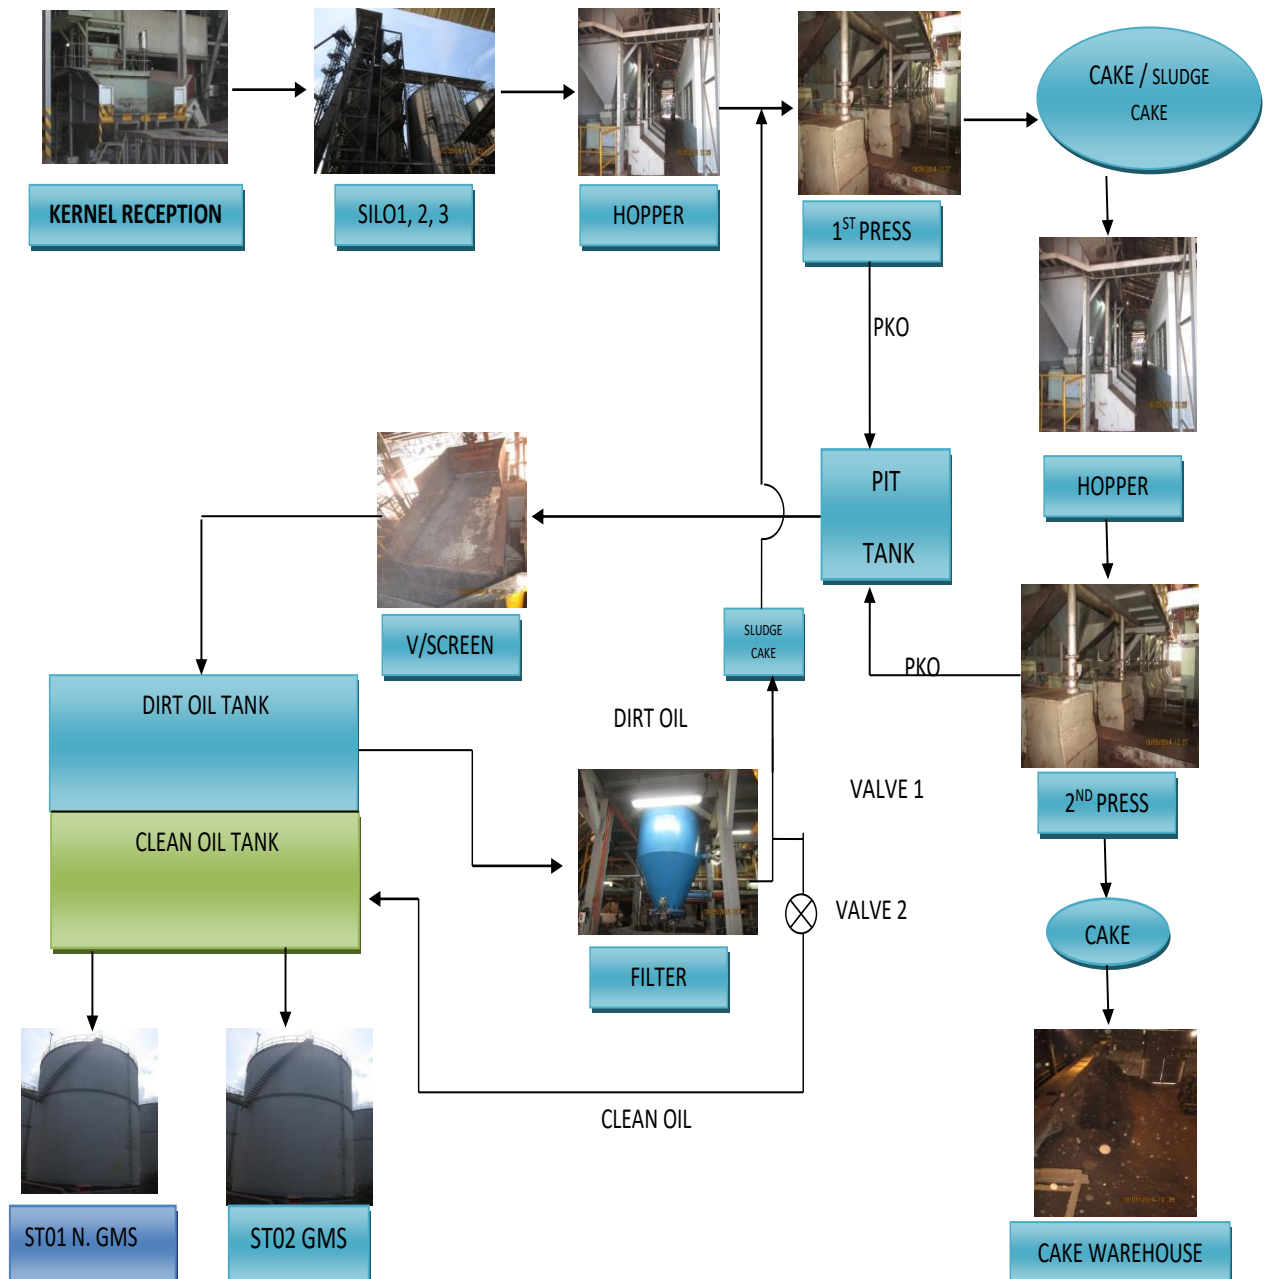 CAKE / SLUDGE
CAKE
KERNEL RECEPTION
SILO1, 2, 3
HOPPER
1ST PRESS
PKO
HOPPER
PIT
TANK
SLUDGE
CAKE
V/SCREEN
PKO
DIRT OIL TANK
DIRT OIL
VALVE 1
2ND PRESS
CLEAN OIL TANK
VALVE 2
CAKE
FILTER
CLEAN OIL
ST01 N. GMS
ST02 GMS
CAKE WAREHOUSE